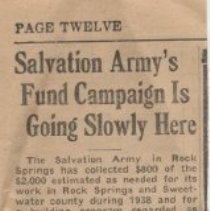 PAGE TWELVE
Salvation Army's
Fund Campaign Is
Going Slowly Here
The Salvation Army in Rock
Springs has collected $800 of the
$2,000 estimated as needed for its
work in Rock Springs and Sweet-
water county during 1938 and for